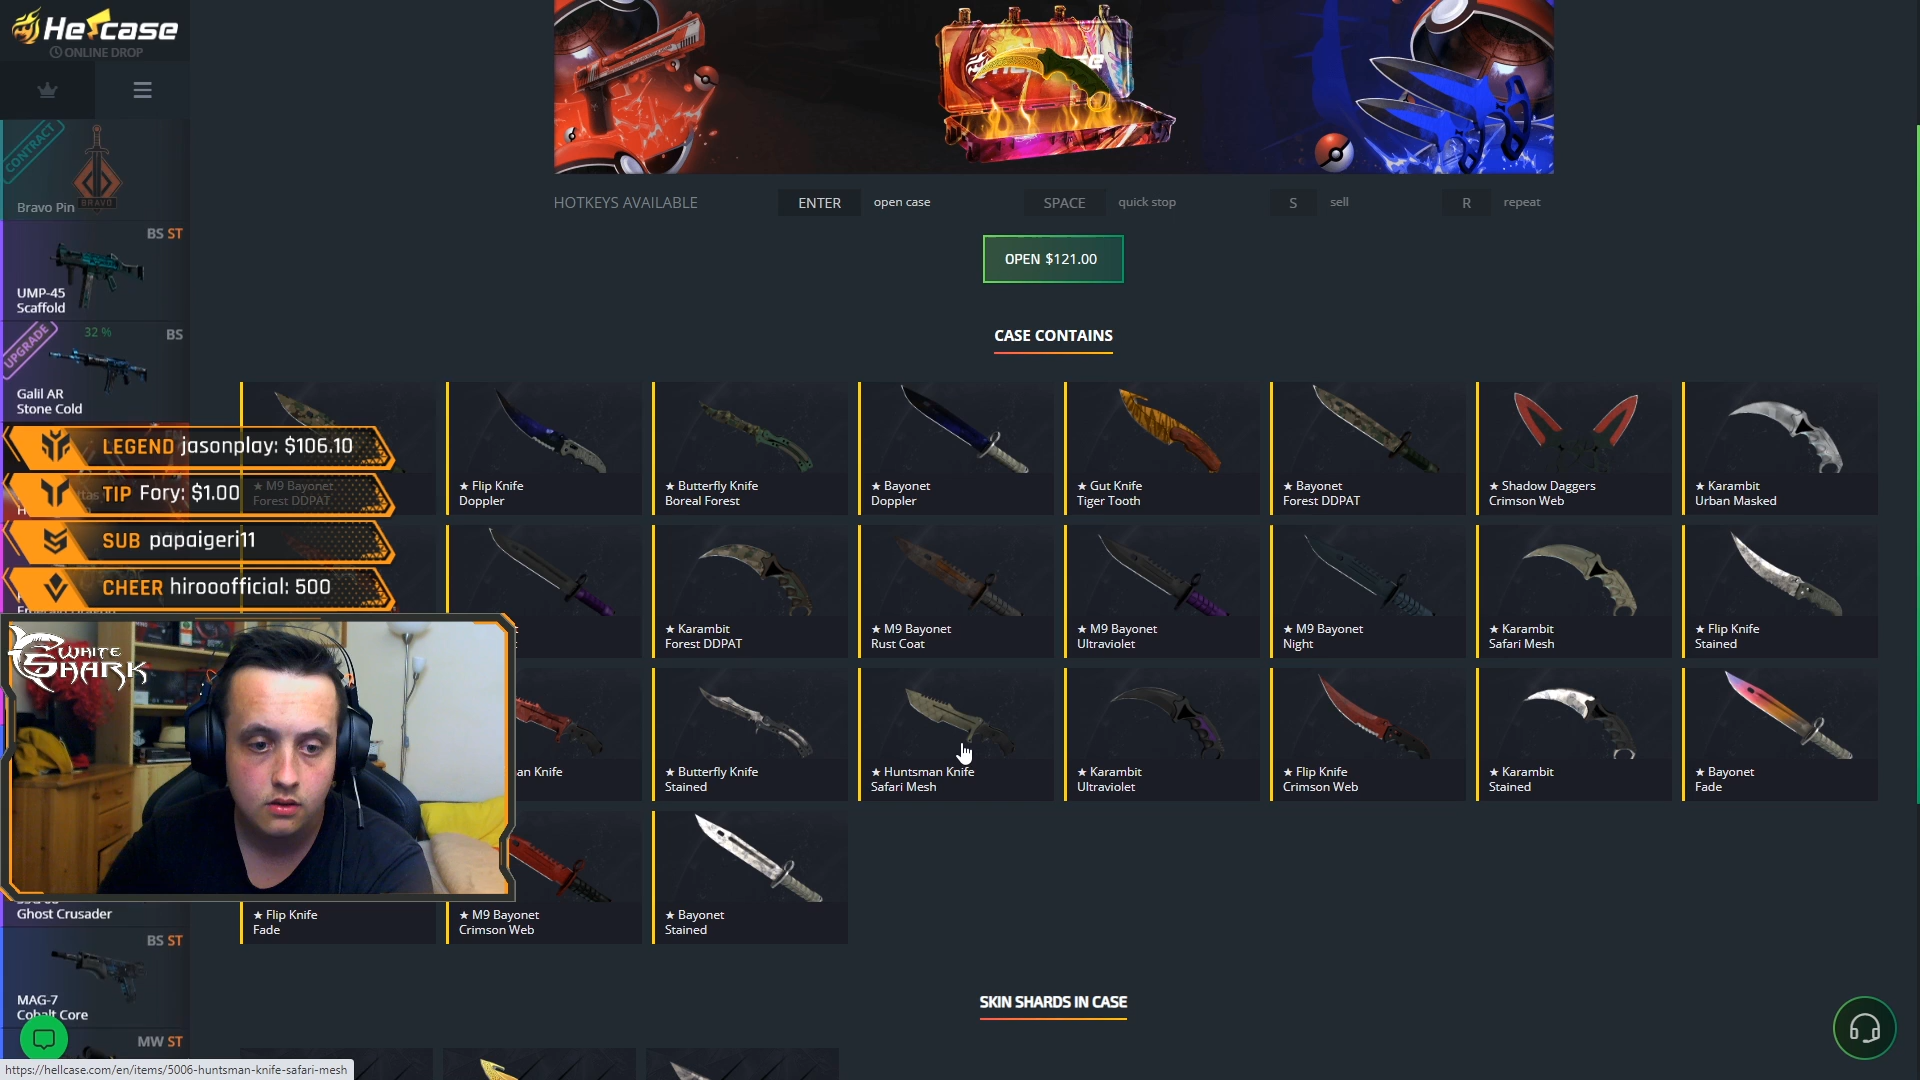 HellCase
ONLINE DROP
CONTRACT
BRAVO
Bravo Pin
BS ST
UMP-45
Scaffold
UPGRADE
32 %
BS
Galil AR
Stone Cold
HOTKEYS AVAILABLE
ENTER
open case
SPACE
quick stop
S
sell
R
repeat
OPEN $121.00
CASE CONTAINS
LEGEND jasonplay: $106.10
TIP Fory: $1.00
SUB papaigeri11
CHEER hirooofficial: 500
★ M9 Bayonet
Forest DDPAT
★ Flip Knife
Doppler
★ Butterfly Knife
Boreal Forest
★ Bayonet
Doppler
★ Gut Knife
Tiger Tooth
★ Bayonet
Forest DDPAT
★ Shadow Daggers
Crimson Web
★ Karambit
Urban Masked
★ Karambit
Forest DDPAT
★ M9 Bayonet
Rust Coat
★ M9 Bayonet
Ultraviolet
★ M9 Bayonet
Night
★ Karambit
Safari Mesh
★ Flip Knife
Stained
WHITE
SHARK
Knife
★ Butterfly Knife
Stained
★ Huntsman Knife
Safari Mesh
★ Karambit
Ultraviolet
★ Flip Knife
Crimson Web
★ Karambit
Stained
★ Bayonet
Fade
★ Flip Knife
Fade
★ M9 Bayonet
Crimson Web
★ Bayonet
Stained
Ghost Crusader
BS ST
MAG-7
Cobalt Core
MW ST
SKIN SHARDS IN CASE
https://hellcase.com/en/items/5006-huntsman-knife-safari-mesh